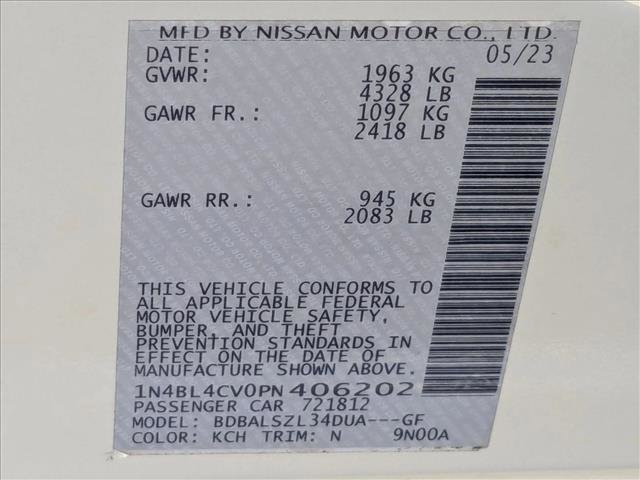 MFD BY NISSAN MOTOR CO., LTD.
DATE: 05/23
GVWR: 1963 KG
4328 LB
GAWR FR.: 1097 KG
2418 LB
GAWR RR.: 945 KG
2083 LB
THIS VEHICLE CONFORMS TO
ALL APPLICABLE FEDERAL
MOTOR VEHICLE SAFETY,
BUMPER, AND THEFT
PREVENTION STANDARDS IN
EFFECT ON THE DATE OF
MANUFACTURE SHOWN ABOVE.
1N4BL4CV0PN 406202
PASSENGER CAR 721812
MODEL: BDBALSZL34DUA---GF
COLOR: KCH TRIM: N 9N00A